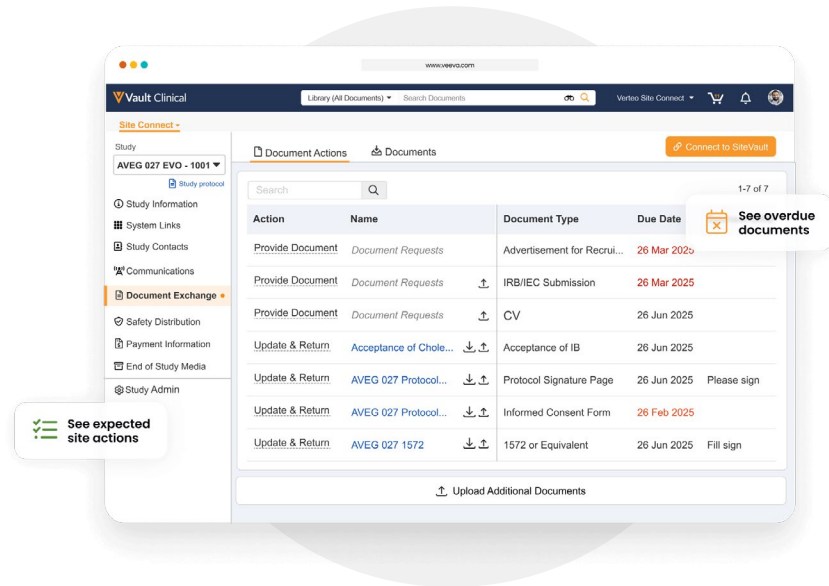 www.veeva.com
Vault Clinical
Library (All Documents)
Search Documents
Verteo Site Connect
Site Connect
Study
AVEG 027 EVO - 1001
Study protocol
Study Information
System Links
Study Contacts
Communications
Document Exchange
Safety Distribution
Payment Information
End of Study Media
Study Admin
See expected
site actions
Document Actions
Documents
Connect to SiteVault
Search
1-7 of 7
See overdue
documents
Action Name Document Type Due Date
Provide Document Document Requests Advertisement for Recrui... 26 Mar 2025
Provide Document Document Requests IRB/IEC Submission 26 Mar 2025
Provide Document Document Requests CV 26 Jun 2025
Update & Return Acceptance of Chole... Acceptance of IB 26 Jun 2025
Update & Return AVEG 027 Protocol... Protocol Signature Page 26 Jun 2025 Please sign
Update & Return AVEG 027 Protocol... Informed Consent Form 26 Feb 2025
Update & Return AVEG 027 1572 1572 or Equivalent 26 Jun 2025 Fill sign
Upload Additional Documents